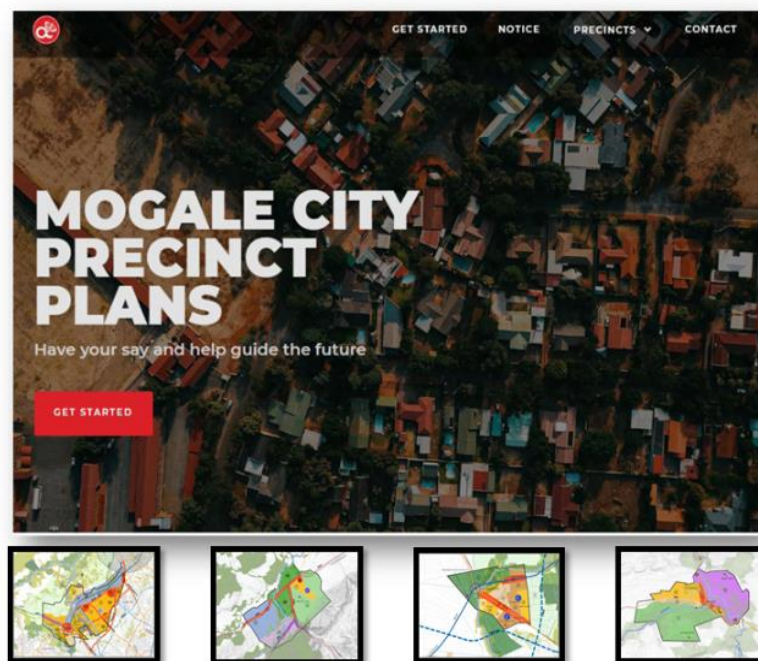 GET STARTED NOTICE PRECINCTS CONTACT
MOGALE CITY
PRECINCT
PLANS
Have your say and help guide the future
GET STARTED